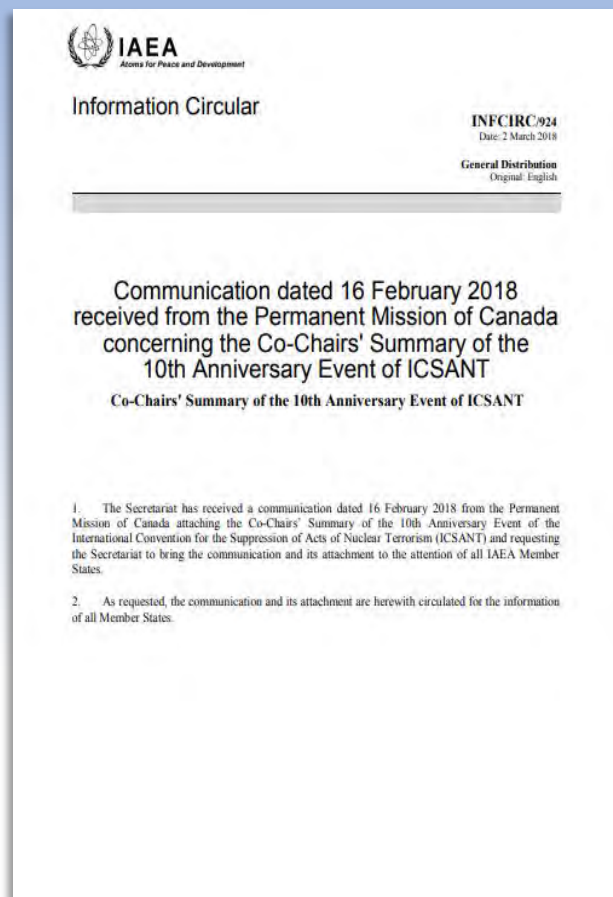 IAEA
Atoms for Peace and Development
Information Circular
INFCIRC/924
Date: 2 March 2018
General Distribution
Original: English
Communication dated 16 February 2018
received from the Permanent Mission of Canada
concerning the Co-Chairs' Summary of the
10th Anniversary Event of ICSANT
Co-Chairs' Summary of the 10th Anniversary Event of ICSANT
1. The Secretariat has received a communication dated 16 February 2018 from the Permanent
Mission of Canada attaching the Co-Chairs' Summary of the 10th Anniversary Event of the
International Convention for the Suppression of Acts of Nuclear Terrorism (ICSANT) and requesting
the Secretariat to bring the communication and its attachment to the attention of all IAEA Member
States.
2. As requested, the communication and its attachment are herewith circulated for the information
of all Member States.